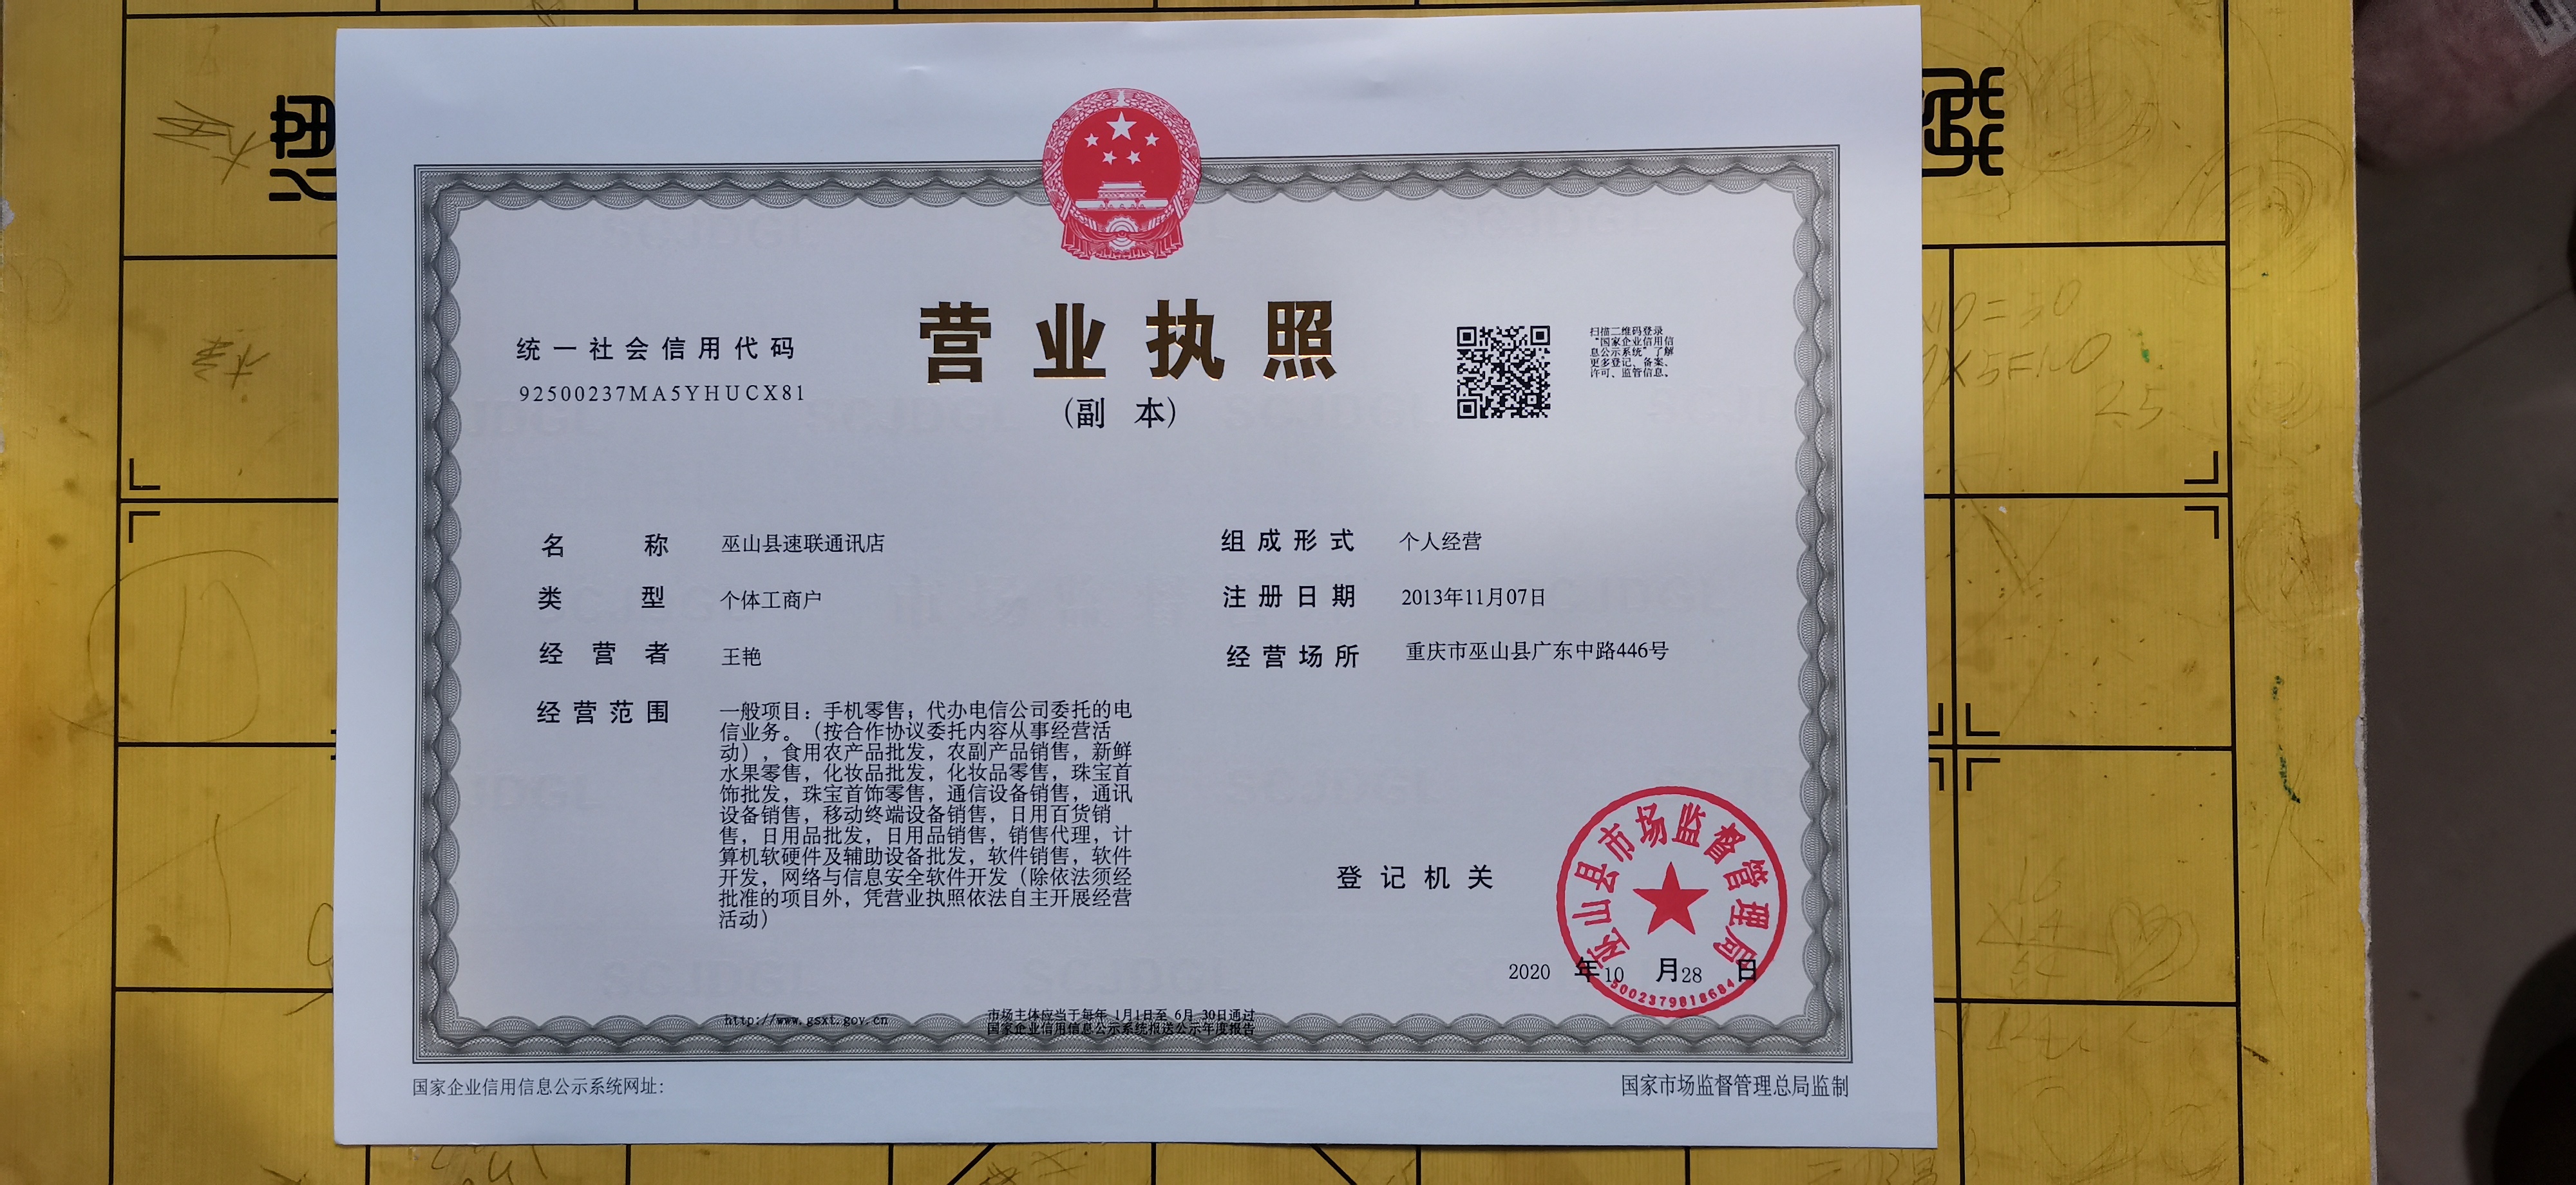 营业执照
(副 本)
统一社会信用代码
92500237MA5YHUCX81
扫描二维码登录
“国家企业信用信
息公示系统”了解
更多登记、备案、
许可、监管信息。
名 称 巫山县速联通讯店
类 型 个体工商户
经 营 者 王艳
经营范围 一般项目：手机零售；代办电信公司委托的电
信业务。（按合作协议委托内容从事经营活
动），食用农产品批发，农副产品销售，新鲜
水果零售，化妆品批发，化妆品零售，珠宝首
饰批发，珠宝首饰零售，通信设备销售，通讯
设备销售，移动终端设备销售，日用百货销
售，日用品批发，日用品销售，销售代理，计
算机软硬件及辅助设备批发，软件销售，软件
开发，网络与信息安全软件开发（除依法须经
批准的项目外，凭营业执照依法自主开展经营
活动）
组成形式 个人经营
注册日期 2013年11月07日
经营场所 重庆市巫山县广东中路446号
登记机关
巫山县市场监督管理局
5002379818684
2020 年 10 月 28 日
http://www.gsxt.gov.cn
市场主体应当于每年 1月1日至 6月 30日通过
国家企业信用信息公示系统报送公示年度报告
国家企业信用信息公示系统网址:
国家市场监督管理总局监制